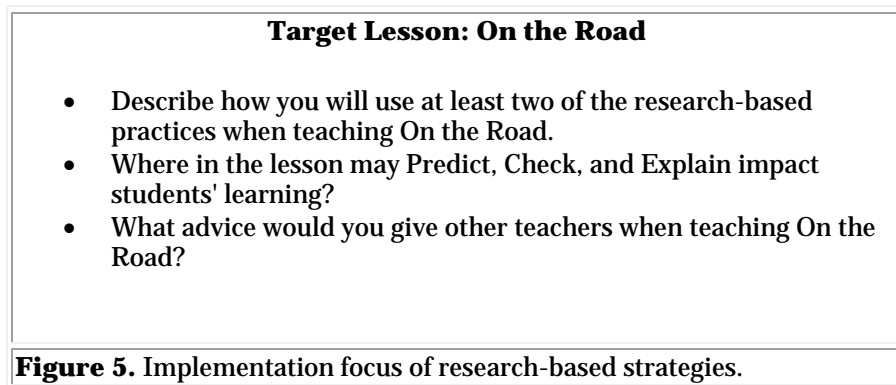 Target Lesson: On the Road
• Describe how you will use at least two of the research-based
practices when teaching On the Road.
• Where in the lesson may Predict, Check, and Explain impact
students' learning?
• What advice would you give other teachers when teaching On the
Road?
Figure 5. Implementation focus of research-based strategies.